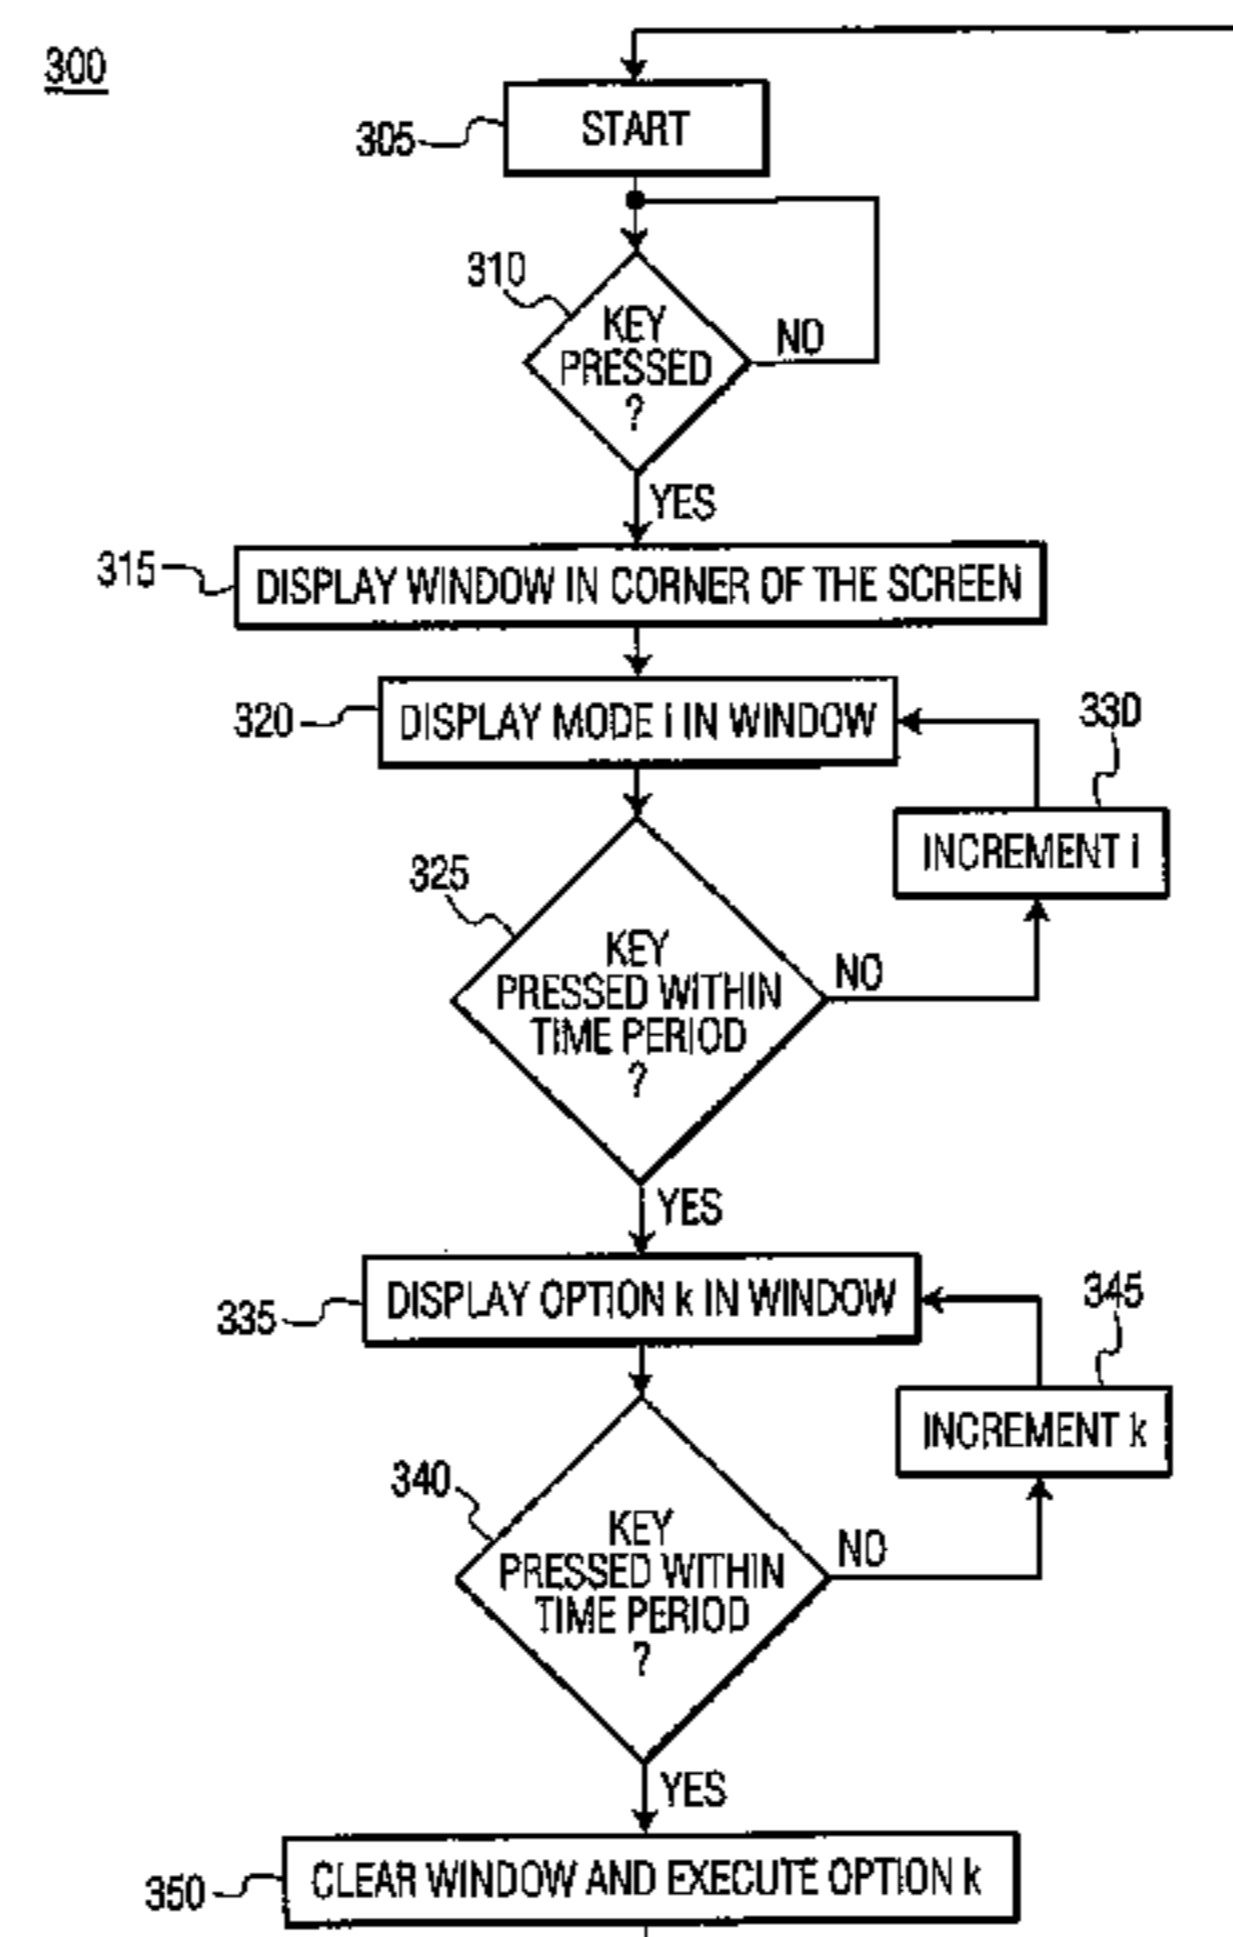 300
305
START
310
KEY
PRESSED
?
NO
YES
315
DISPLAY WINDOW IN CORNER OF THE SCREEN
320
DISPLAY MODE i IN WINDOW
330
INCREMENT i
325
KEY
PRESSED WITHIN
TIME PERIOD
?
NO
YES
335
DISPLAY OPTION k IN WINDOW
345
INCREMENT k
340
KEY
PRESSED WITHIN
TIME PERIOD
?
NO
YES
350
CLEAR WINDOW AND EXECUTE OPTION k